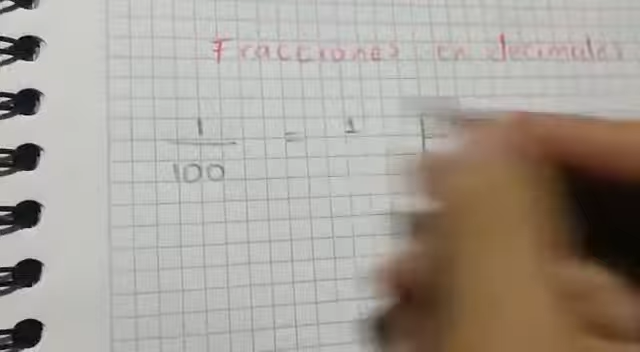 Fracciones en decimales
1/100 = 1